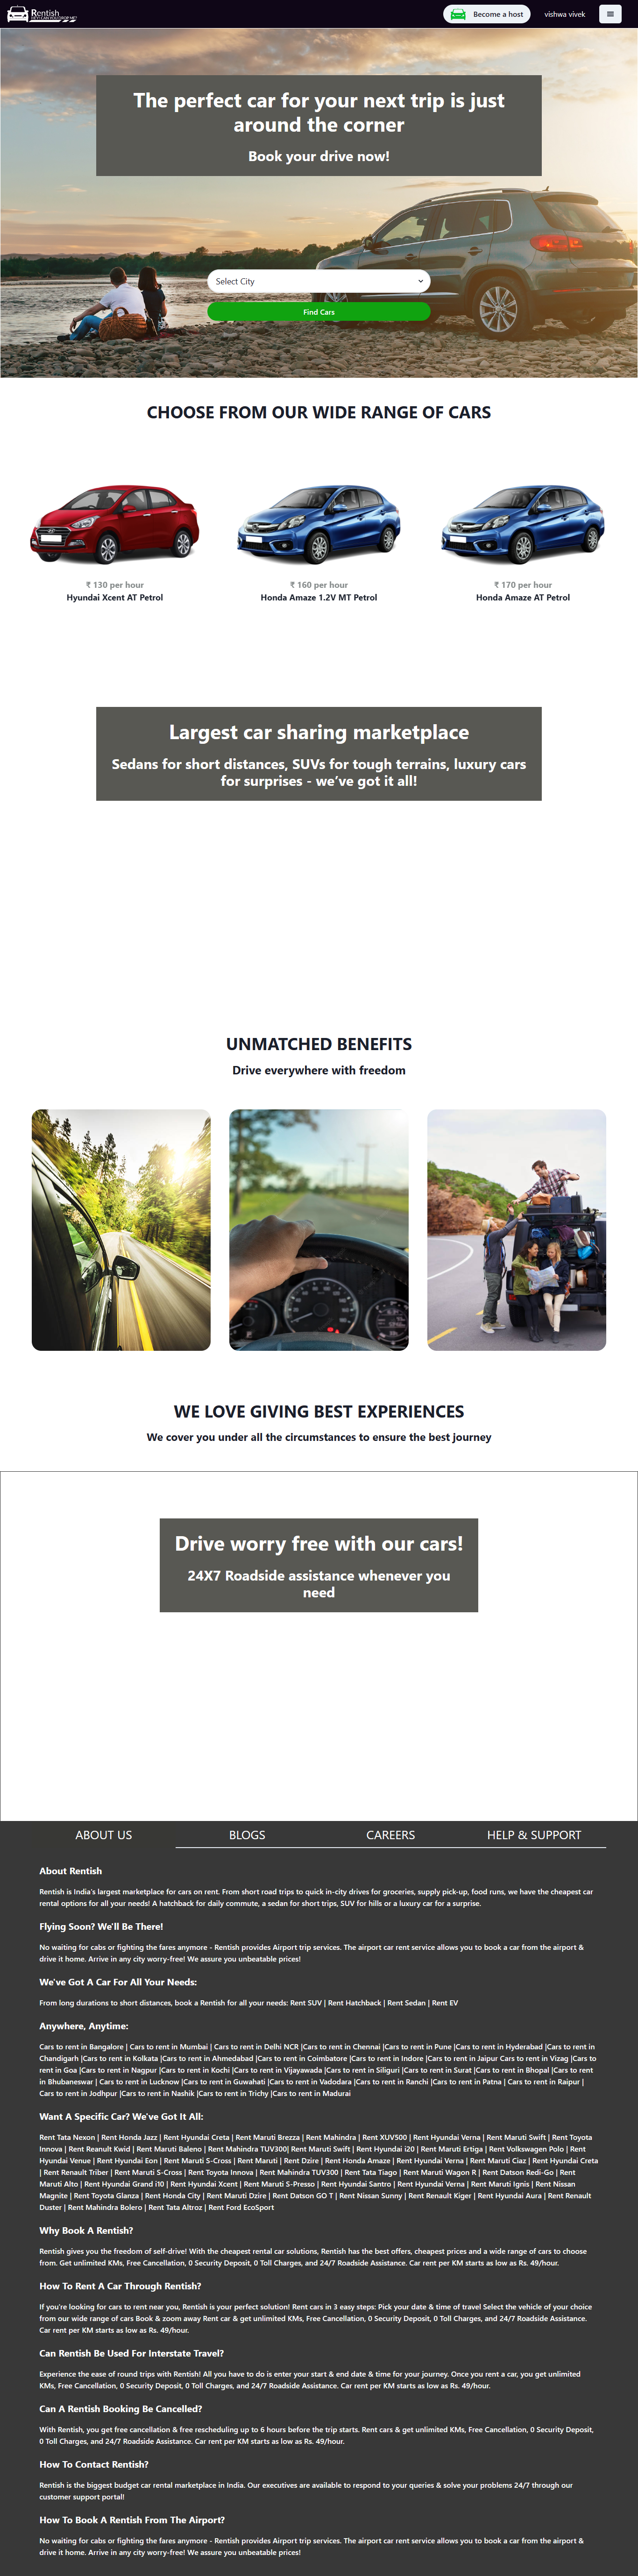 Rentish
Become a host
vishwa vivek
The perfect car for your next trip is just
around the corner
Book your drive now!
Select City
Find Cars
CHOOSE FROM OUR WIDE RANGE OF CARS
₹ 130 per hour
Hyundai Xcent AT Petrol
₹ 160 per hour
Honda Amaze 1.2V MT Petrol
₹ 170 per hour
Honda Amaze AT Petrol
Largest car sharing marketplace
Sedans for short distances, SUVs for tough terrains, luxury cars
for surprises - we’ve got it all!
UNMATCHED BENEFITS
Drive everywhere with freedom
WE LOVE GIVING BEST EXPERIENCES
We cover you under all the circumstances to ensure the best journey
Drive worry free with our cars!
24X7 Roadside assistance whenever you
need
ABOUT US
BLOGS
CAREERS
HELP & SUPPORT
About Rentish
Rentish is India’s largest marketplace for cars on rent. From short road trips to quick in-city drives for groceries, supply pick-up, food runs, we have the cheapest car
rental options for all your needs! A hatchback for daily commute, a sedan for short trips, SUV for hills or a luxury car for a surprise.
Flying Soon? We'll Be There!
No waiting for cabs or fighting the fares anymore - Rentish provides Airport trip services. The airport car rent service allows you to book a car from the airport &
drive it home. Arrive in any city worry-free! We assure you unbeatable prices!
We've Got A Car For All Your Needs:
From long durations to short distances, book a Rentish for all your needs: Rent SUV | Rent Hatchback | Rent Sedan | Rent EV
Anywhere, Anytime:
Cars to rent in Bangalore | Cars to rent in Mumbai | Cars to rent in Delhi NCR |Cars to rent in Chennai |Cars to rent in Pune |Cars to rent in Hyderabad |Cars to rent in
Chandigarh |Cars to rent in Kolkata |Cars to rent in Ahmedabad |Cars to rent in Coimbatore |Cars to rent in Indore |Cars to rent in Jaipur Cars to rent in Vizag |Cars to
rent in Goa |Cars to rent in Nagpur |Cars to rent in Kochi |Cars to rent in Vijayawada |Cars to rent in Siliguri |Cars to rent in Surat |Cars to rent in Bhopal |Cars to rent
in Bhubaneswar | Cars to rent in Lucknow |Cars to rent in Guwahati |Cars to rent in Vadodara |Cars to rent in Ranchi |Cars to rent in Patna | Cars to rent in Raipur |
Cars to rent in Jodhpur |Cars to rent in Nashik |Cars to rent in Trichy |Cars to rent in Madurai
Want A Specific Car? We've Got It All:
Rent Tata Nexon | Rent Honda Jazz | Rent Hyundai Creta | Rent Maruti Brezza | Rent Mahindra | Rent XUV500 | Rent Hyundai Verna | Rent Maruti Swift | Rent Toyota
Innova | Rent Reanult Kwid | Rent Maruti Baleno | Rent Mahindra TUV300| Rent Maruti Swift | Rent Hyundai i20 | Rent Maruti Ertiga | Rent Volkswagen Polo | Rent
Hyundai Venue | Rent Hyundai Eon | Rent Maruti S-Cross | Rent Maruti | Rent Dzire | Rent Honda Amaze | Rent Hyundai Verna | Rent Maruti Ciaz | Rent Hyundai Creta
| Rent Renault Triber | Rent Maruti S-Cross | Rent Toyota Innova | Rent Mahindra TUV300 | Rent Tata Tiago | Rent Maruti Wagon R | Rent Datson Redi-Go | Rent
Maruti Alto | Rent Hyundai Grand i10 | Rent Hyundai Xcent | Rent Maruti S-Presso | Rent Hyundai Santro | Rent Hyundai Verna | Rent Maruti Ignis | Rent Nissan
Magnite | Rent Toyota Glanza | Rent Honda City | Rent Maruti Dzire | Rent Datson GO T | Rent Nissan Sunny | Rent Renault Kiger | Rent Hyundai Aura | Rent Renault
Duster | Rent Mahindra Bolero | Rent Tata Altroz | Rent Ford EcoSport
Why Book A Rentish?
Rentish gives you the freedom of self-drive! With the cheapest rental car solutions, Rentish has the best offers, cheapest prices and a wide range of cars to choose
from. Get unlimited KMs, Free Cancellation, 0 Security Deposit, 0 Toll Charges, and 24/7 Roadside Assistance. Car rent per KM starts as low as Rs. 49/hour.
How To Rent A Car Through Rentish?
If you're looking for cars to rent near you, Rentish is your perfect solution! Rent cars in 3 easy steps: Pick your date & time of travel Select the vehicle of your choice
from our wide range of cars Book & zoom away Rent car & get unlimited KMs, Free Cancellation, 0 Security Deposit, 0 Toll Charges, and 24/7 Roadside Assistance.
Car rent per KM starts as low as Rs. 49/hour.
Can Rentish Be Used For Interstate Travel?
Experience the ease of round trips with Rentish! All you have to do is enter your start & end date & time for your journey. Once you rent a car, you get unlimited
KMs, Free Cancellation, 0 Security Deposit, 0 Toll Charges, and 24/7 Roadside Assistance. Car rent per KM starts as low as Rs. 49/hour.
Can A Rentish Booking Be Cancelled?
With Rentish, you get free cancellation & free rescheduling up to 6 hours before the trip starts. Rent cars & get unlimited KMs, Free Cancellation, 0 Security Deposit,
0 Toll Charges, and 24/7 Roadside Assistance. Car rent per KM starts as low as Rs. 49/hour.
How To Contact Rentish?
Rentish is the biggest budget car rental marketplace in India. Our executives are available to respond to your queries & solve your problems 24/7 through our
customer support portal!
How To Book A Rentish From The Airport?
No waiting for cabs or fighting the fares anymore - Rentish provides Airport trip services. The airport car rent service allows you to book a car from the airport &
drive it home. Arrive in any city worry-free! We assure you unbeatable prices!